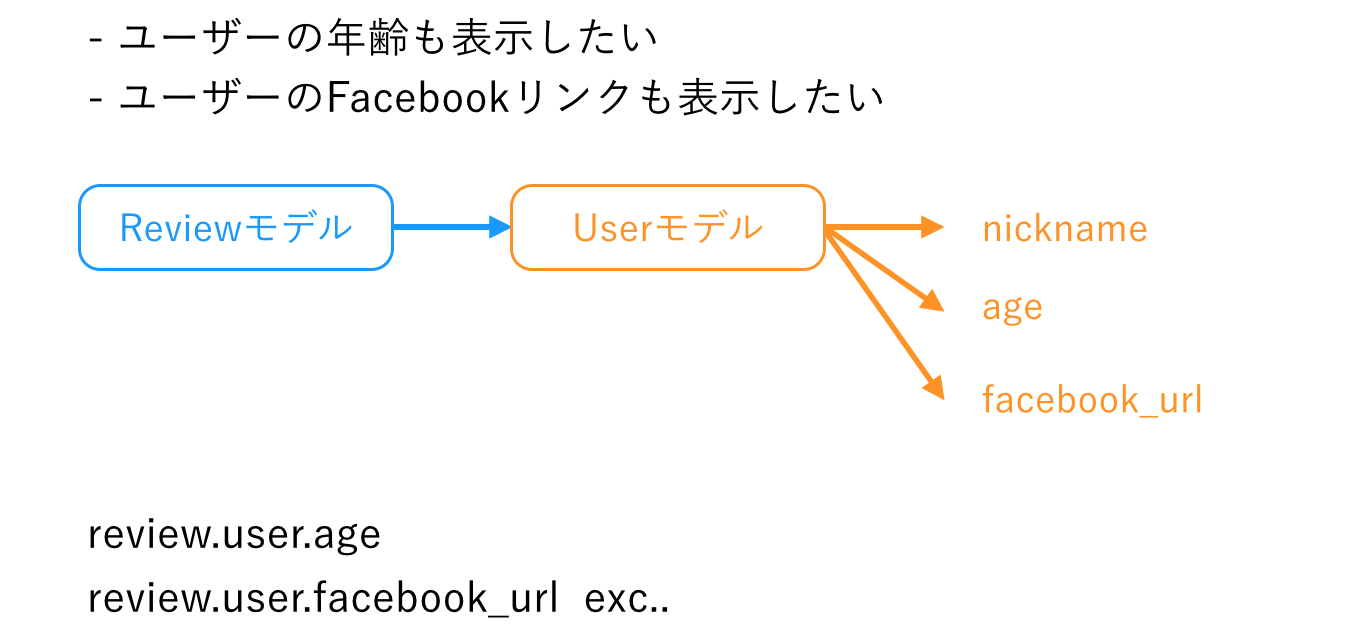 - ユーザーの年齢も表示したい
- ユーザーのFacebookリンクも表示したい
Reviewモデル
Userモデル
nickname
age
facebook_url
review.user.age
review.user.facebook_url exc..